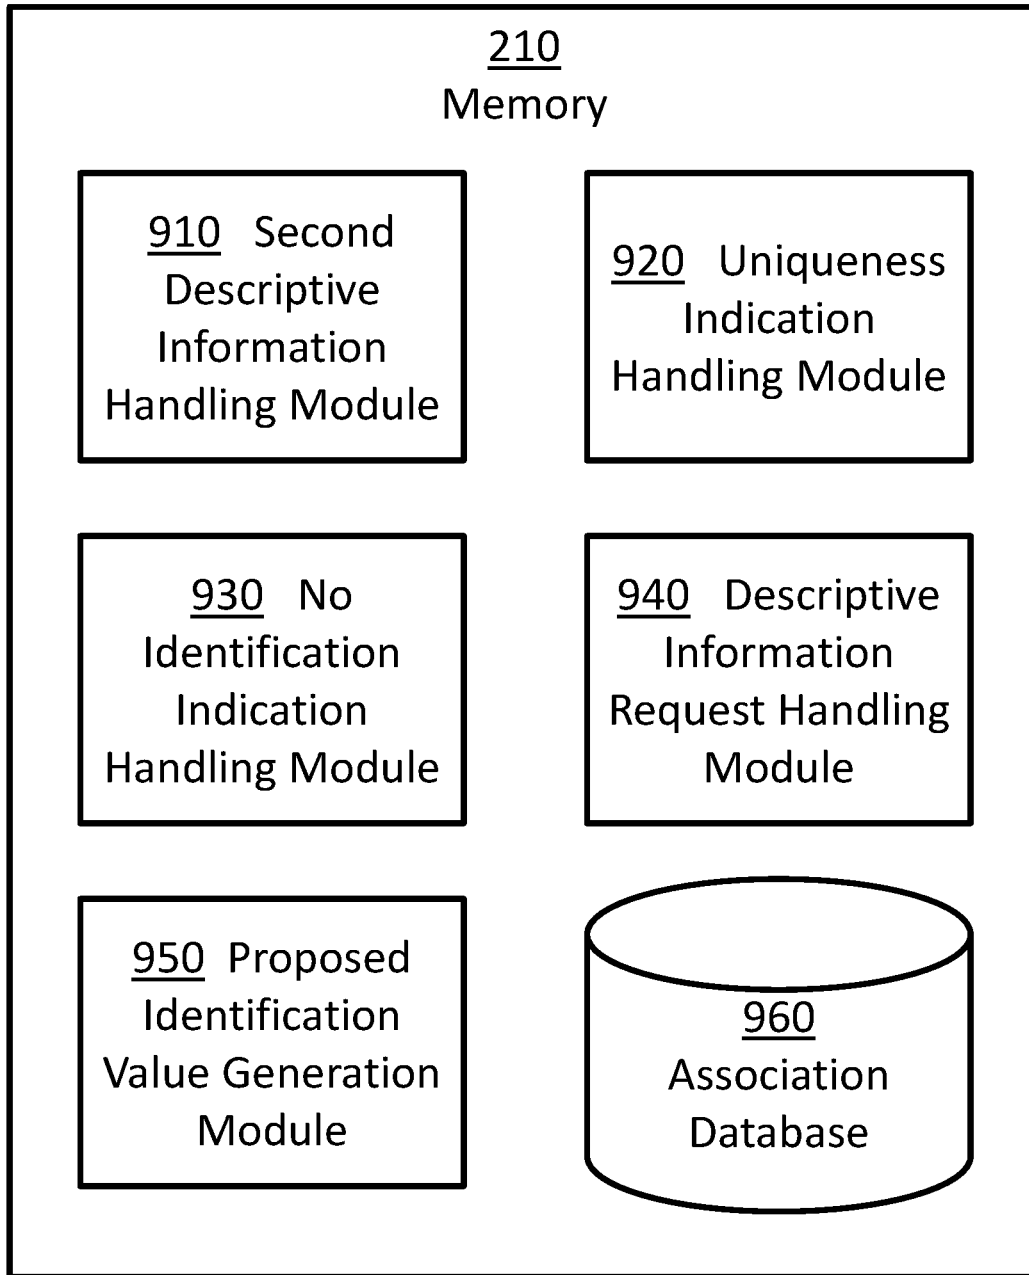 210
Memory
910 Second
Descriptive
Information
Handling Module
920 Uniqueness
Indication
Handling Module
930 No
Identification
Indication
Handling Module
940 Descriptive
Information
Request Handling
Module
950 Proposed
Identification
Value Generation
Module
960
Association
Database